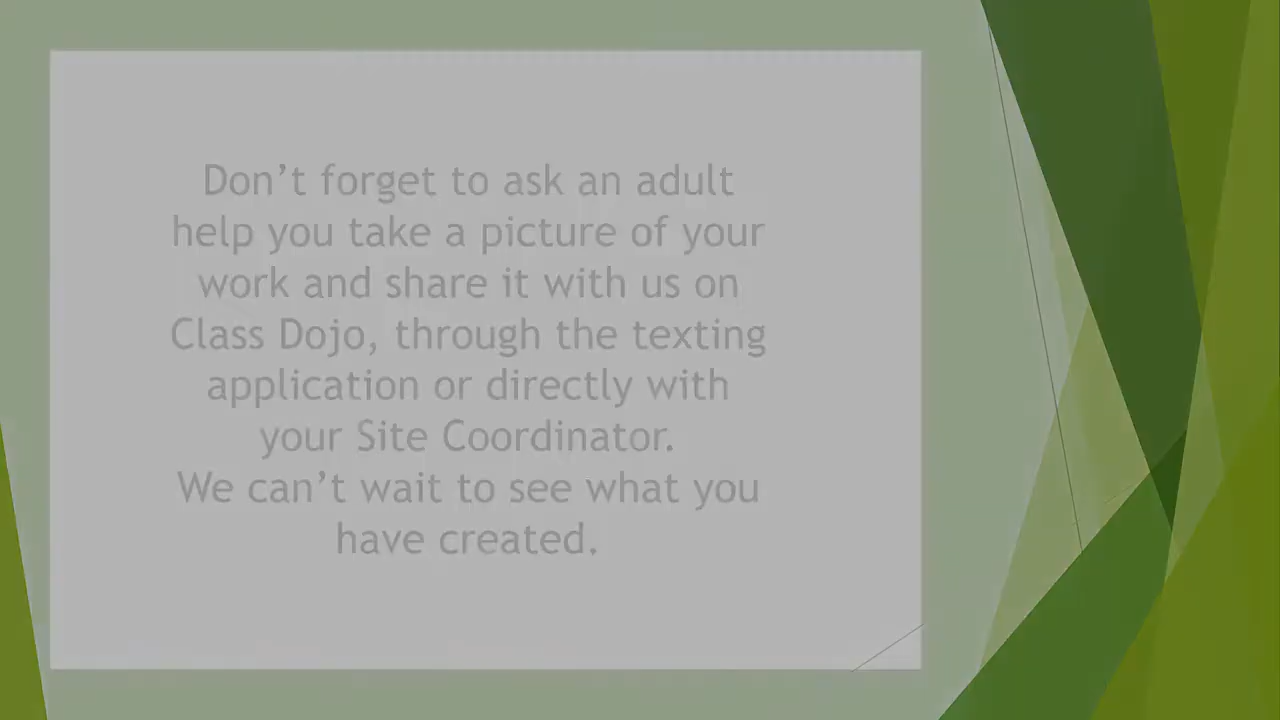 Don’t forget to ask an adult
help you take a picture of your
work and share it with us on
Class Dojo, through the texting
application or directly with
your Site Coordinator.
We can’t wait to see what you
have created.